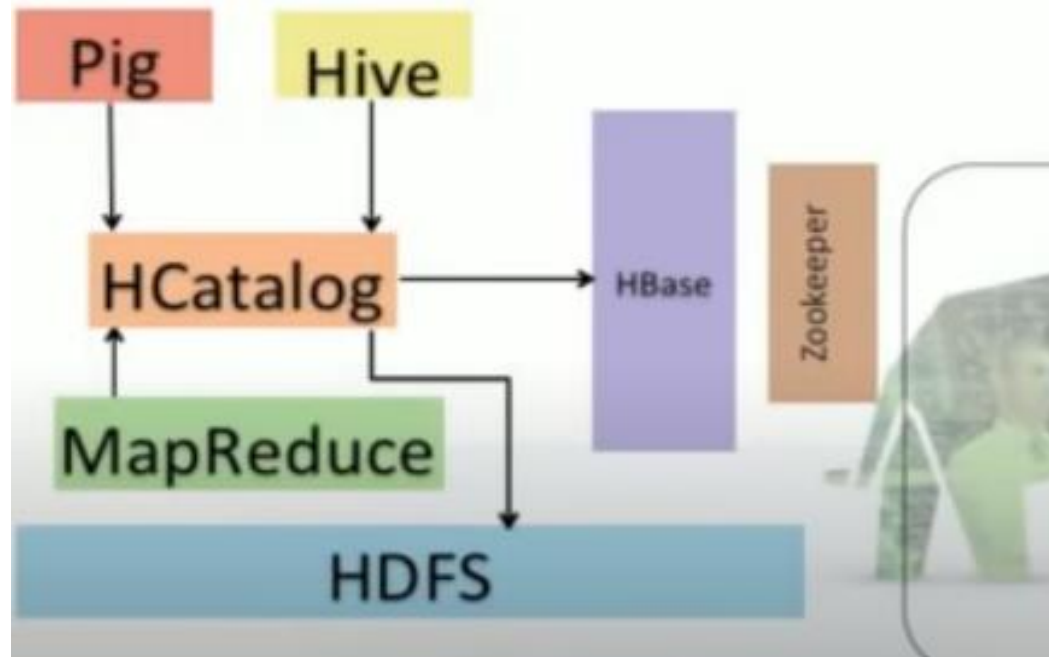 Pig
Hive
HCatalog
HBase
Zookeeper
MapReduce
HDFS